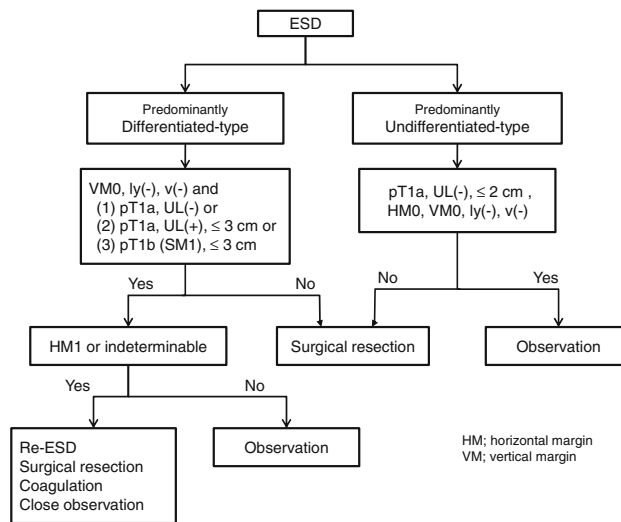 ESD
Predominantly
Differentiated-type
Predominantly
Undifferentiated-type
VM0, ly(-), v(-) and
(1) pT1a, UL(-) or
(2) pT1a, UL(+), ≤ 3 cm or
(3) pT1b (SM1), ≤ 3 cm
pT1a, UL(-), ≤ 2 cm ,
HM0, VM0, ly(-), v(-)
Yes
No
No
Yes
HM1 or indeterminable
Surgical resection
Observation
Yes
No
Re-ESD
Surgical resection
Coagulation
Close observation
Observation
HM; horizontal margin
VM; vertical margin